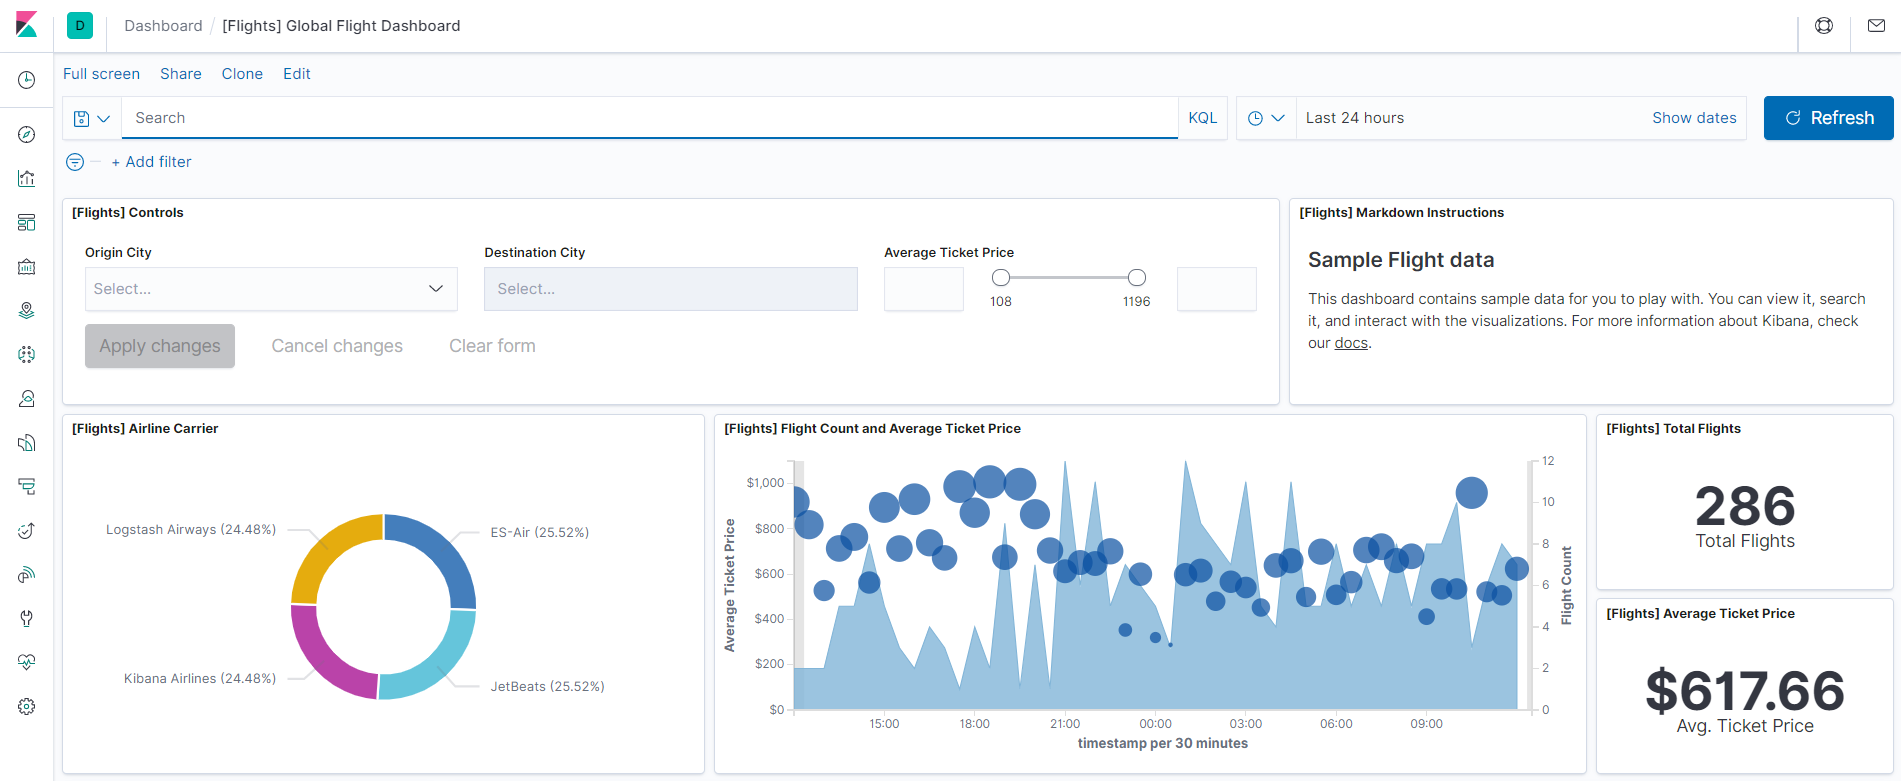 D
Dashboard / [Flights] Global Flight Dashboard
Full screen Share Clone Edit
Search
KQL
Last 24 hours
Show dates
Refresh
+ Add filter
[Flights] Controls
Origin City
Destination City
Average Ticket Price
Select...
Select...
108
1196
Apply changes
Cancel changes
Clear form
[Flights] Markdown Instructions
Sample Flight data
This dashboard contains sample data for you to play with. You can view it, search
it, and interact with the visualizations. For more information about Kibana, check
our docs.
[Flights] Airline Carrier
Logstash Airways (24.48%)
ES-Air (25.52%)
Kibana Airlines (24.48%)
JetBeats (25.52%)
[Flights] Flight Count and Average Ticket Price
Average Ticket Price
$1,000
$800
$600
$400
$200
$0
15:00
18:00
21:00
00:00
03:00
06:00
09:00
timestamp per 30 minutes
12
10
8
6
4
2
0
Flight Count
[Flights] Total Flights
286
Total Flights
[Flights] Average Ticket Price
$617.66
Avg. Ticket Price